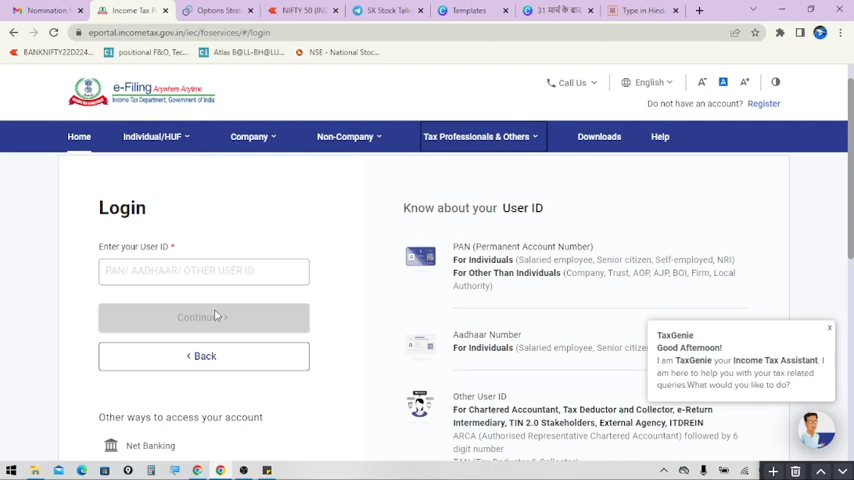 Nomination
Income Tax P
Options Strat
NIFTY 50 (IN
SK Stock Talk
Templates
31 मार्च के बाद
Type in Hindi
eportal.incometax.gov.in/iec/foservices/#/login
BANKNIFTY22D224...
positional F&O, Tec...
Atlas B@LL-BH@LU...
NSE - National Stoc...
e-Filing Anywhere Anytime
Income Tax Department, Government of India
Call Us
English
A- A A+
Do not have an account? Register
Home Individual/HUF Company Non-Company Tax Professionals & Others Downloads Help
Login
Enter your User ID *
PAN/ AADHAAR/ OTHER USER ID
Continue >
< Back
Other ways to access your account
Net Banking
Know about your User ID
PAN (Permanent Account Number)
For Individuals (Salaried employee, Senior citizen, Self-employed, NRI)
For Other Than Individuals (Company, Trust, AOP, AJP, BOI, Firm, Local
Authority)
Aadhaar Number
For Individuals (Salaried employee, Senior citizen, Self-
Other User ID
For Chartered Accountant, Tax Deductor and Collector, e-Return
Intermediary, TIN 2.0 Stakeholders, External Agency, ITDREIN
ARCA (Authorised Representative Chartered Accountant) followed by 6
digit number
TAN (Tax Deductor & Collector)
x
TaxGenie
Good Afternoon!
I am TaxGenie your Income Tax Assistant. I
am here to help you with your tax related
queries.What would you like to do?